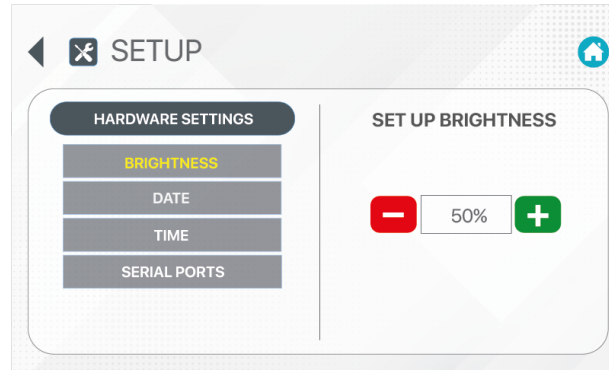 SETUP
HARDWARE SETTINGS
BRIGHTNESS
DATE
TIME
SERIAL PORTS
SET UP BRIGHTNESS
50%